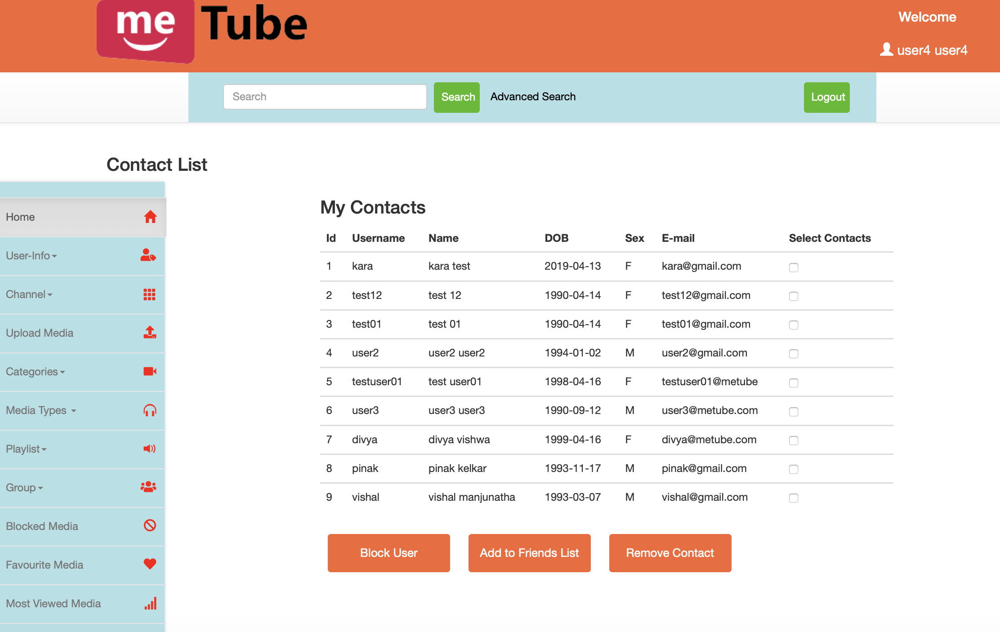 me Tube
Welcome
user4 user4
Search Search Advanced Search Logout
Contact List
Home
User-Info
Channel
Upload Media
Categories
Media Types
Playlist
Group
Blocked Media
Favourite Media
Most Viewed Media
My Contacts
Id Username Name DOB Sex E-mail Select Contacts
1 kara kara test 2019-04-13 F kara@gmail.com
2 test12 test 12 1990-04-14 F test12@gmail.com
3 test01 test 01 1990-04-14 F test01@gmail.com
4 user2 user2 user2 1994-01-02 M user2@gmail.com
5 testuser01 test user01 1998-04-16 F testuser01@metube
6 user3 user3 user3 1990-09-12 M user3@metube.com
7 divya divya vishwa 1999-04-16 F divya@metube.com
8 pinak pinak kelkar 1993-11-17 M pinak@gmail.com
9 vishal vishal manjunatha 1993-03-07 M vishal@gmail.com
Block User Add to Friends List Remove Contact